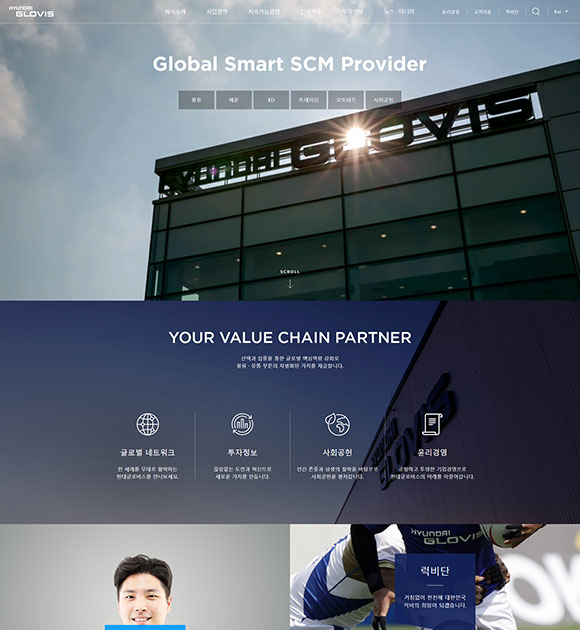 HYUNDAI
GLOVIS
회사소개 사업영역 지속가능경영 인재채용 투자정보 뉴스 · 미디어
윤리경영 고객의원 럭비단 Kor
Global Smart SCM Provider
물류 해운 KD 트레이딩 오토비즈 사회공헌
HYUNDAI GLOVIS
SCROLL
YOUR VALUE CHAIN PARTNER
선택과 집중을 통한 글로벌 핵심역량 강화로
물류 · 유통 부문의 차별화된 가치를 제공합니다.
GLOVIS
글로벌 네트워크 투자정보 사회공헌 윤리경영
전 세계를 무대로 활약하는 끊임없는 도전과 혁신으로 인간 존중과 상생의 철학을 바탕으로 공정하고 투명한 기업경영으로
현대글로비스를 만나보세요. 새로운 가치를 만듭니다. 사회공헌을 펼쳐갑니다. 현대글로비스의 미래를 이끌어갑니다.
HYUNDAI
GLOVIS
럭비단
거침없이 전진해 대한민국
럭비의 희망이 되겠습니다.